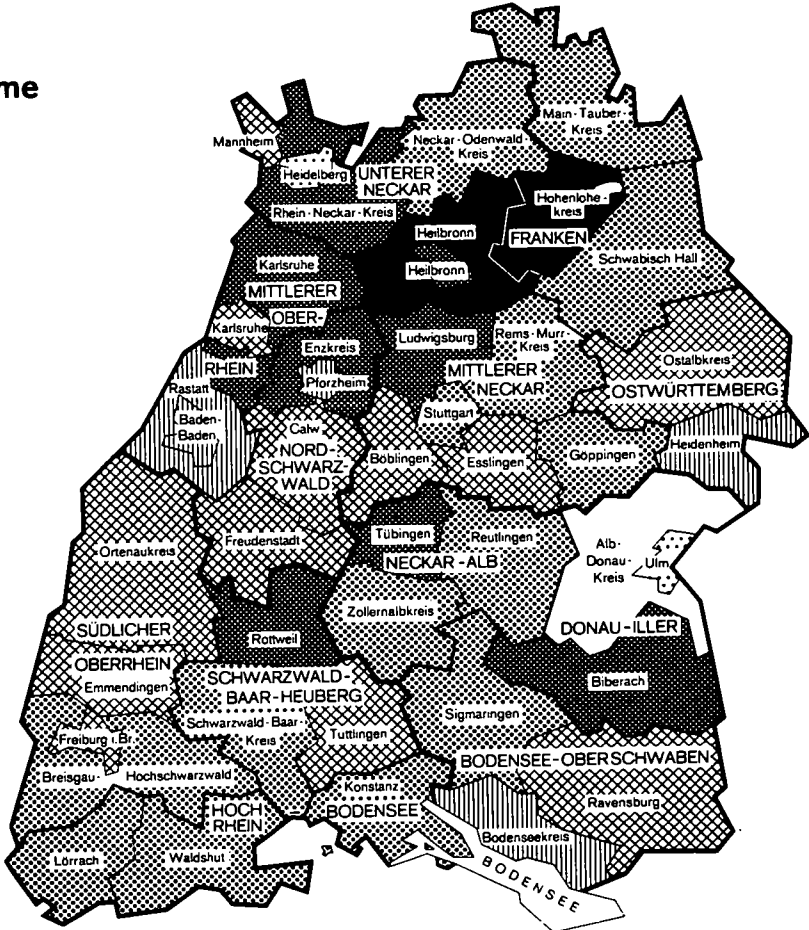 me
Main-Tauber-
Kreis
Mannheim
Neckar-Odenwald-
Kreis
Heidelberg
UNTERER
NECKAR
Hohenlohe-
kreis
Rhein-Neckar-Kreis
Heilbronn
FRANKEN
Schwabisch Hall
Karlsruhe
Heilbronn
MITTLERER
OBER-
Karlsruhe
Ludwigsburg
Rems-Murr-
Kreis
Enzkreis
Ostalbkreis
RHEIN
MITTLERER
NECKAR
Rastatt
Pforzheim
OSTWÜRTTEMBERG
Baden-
Baden
Stuttgart
Calw
Heidenheim
NORD-
SCHWARZ-
WALD
Böblingen
Esslingen
Göppingen
Tübingen
Reutlingen
Ortenaukreis
Freudenstadt
Alb-
Donau-
Kreis
Ulm
NECKAR-ALB
Zollernalbkreis
SÜDLICHER
Rottweil
DONAU-ILLER
OBERRHEIN
Emmendingen
SCHWARZWALD-
BAAR-HEUBERG
Biberach
Schwarzwald-Baar-
Kreis
Sigmaringen
Tuttlingen
Freiburg i.Br.
BODENSEE-OBERSCHWABEN
Breisgau-
Hochschwarzwald
Konstanz
Ravensburg
HOCH
RHEIN
BODENSEE
Bodenseekreis
Lörrach
Waldshut
BODENSEE